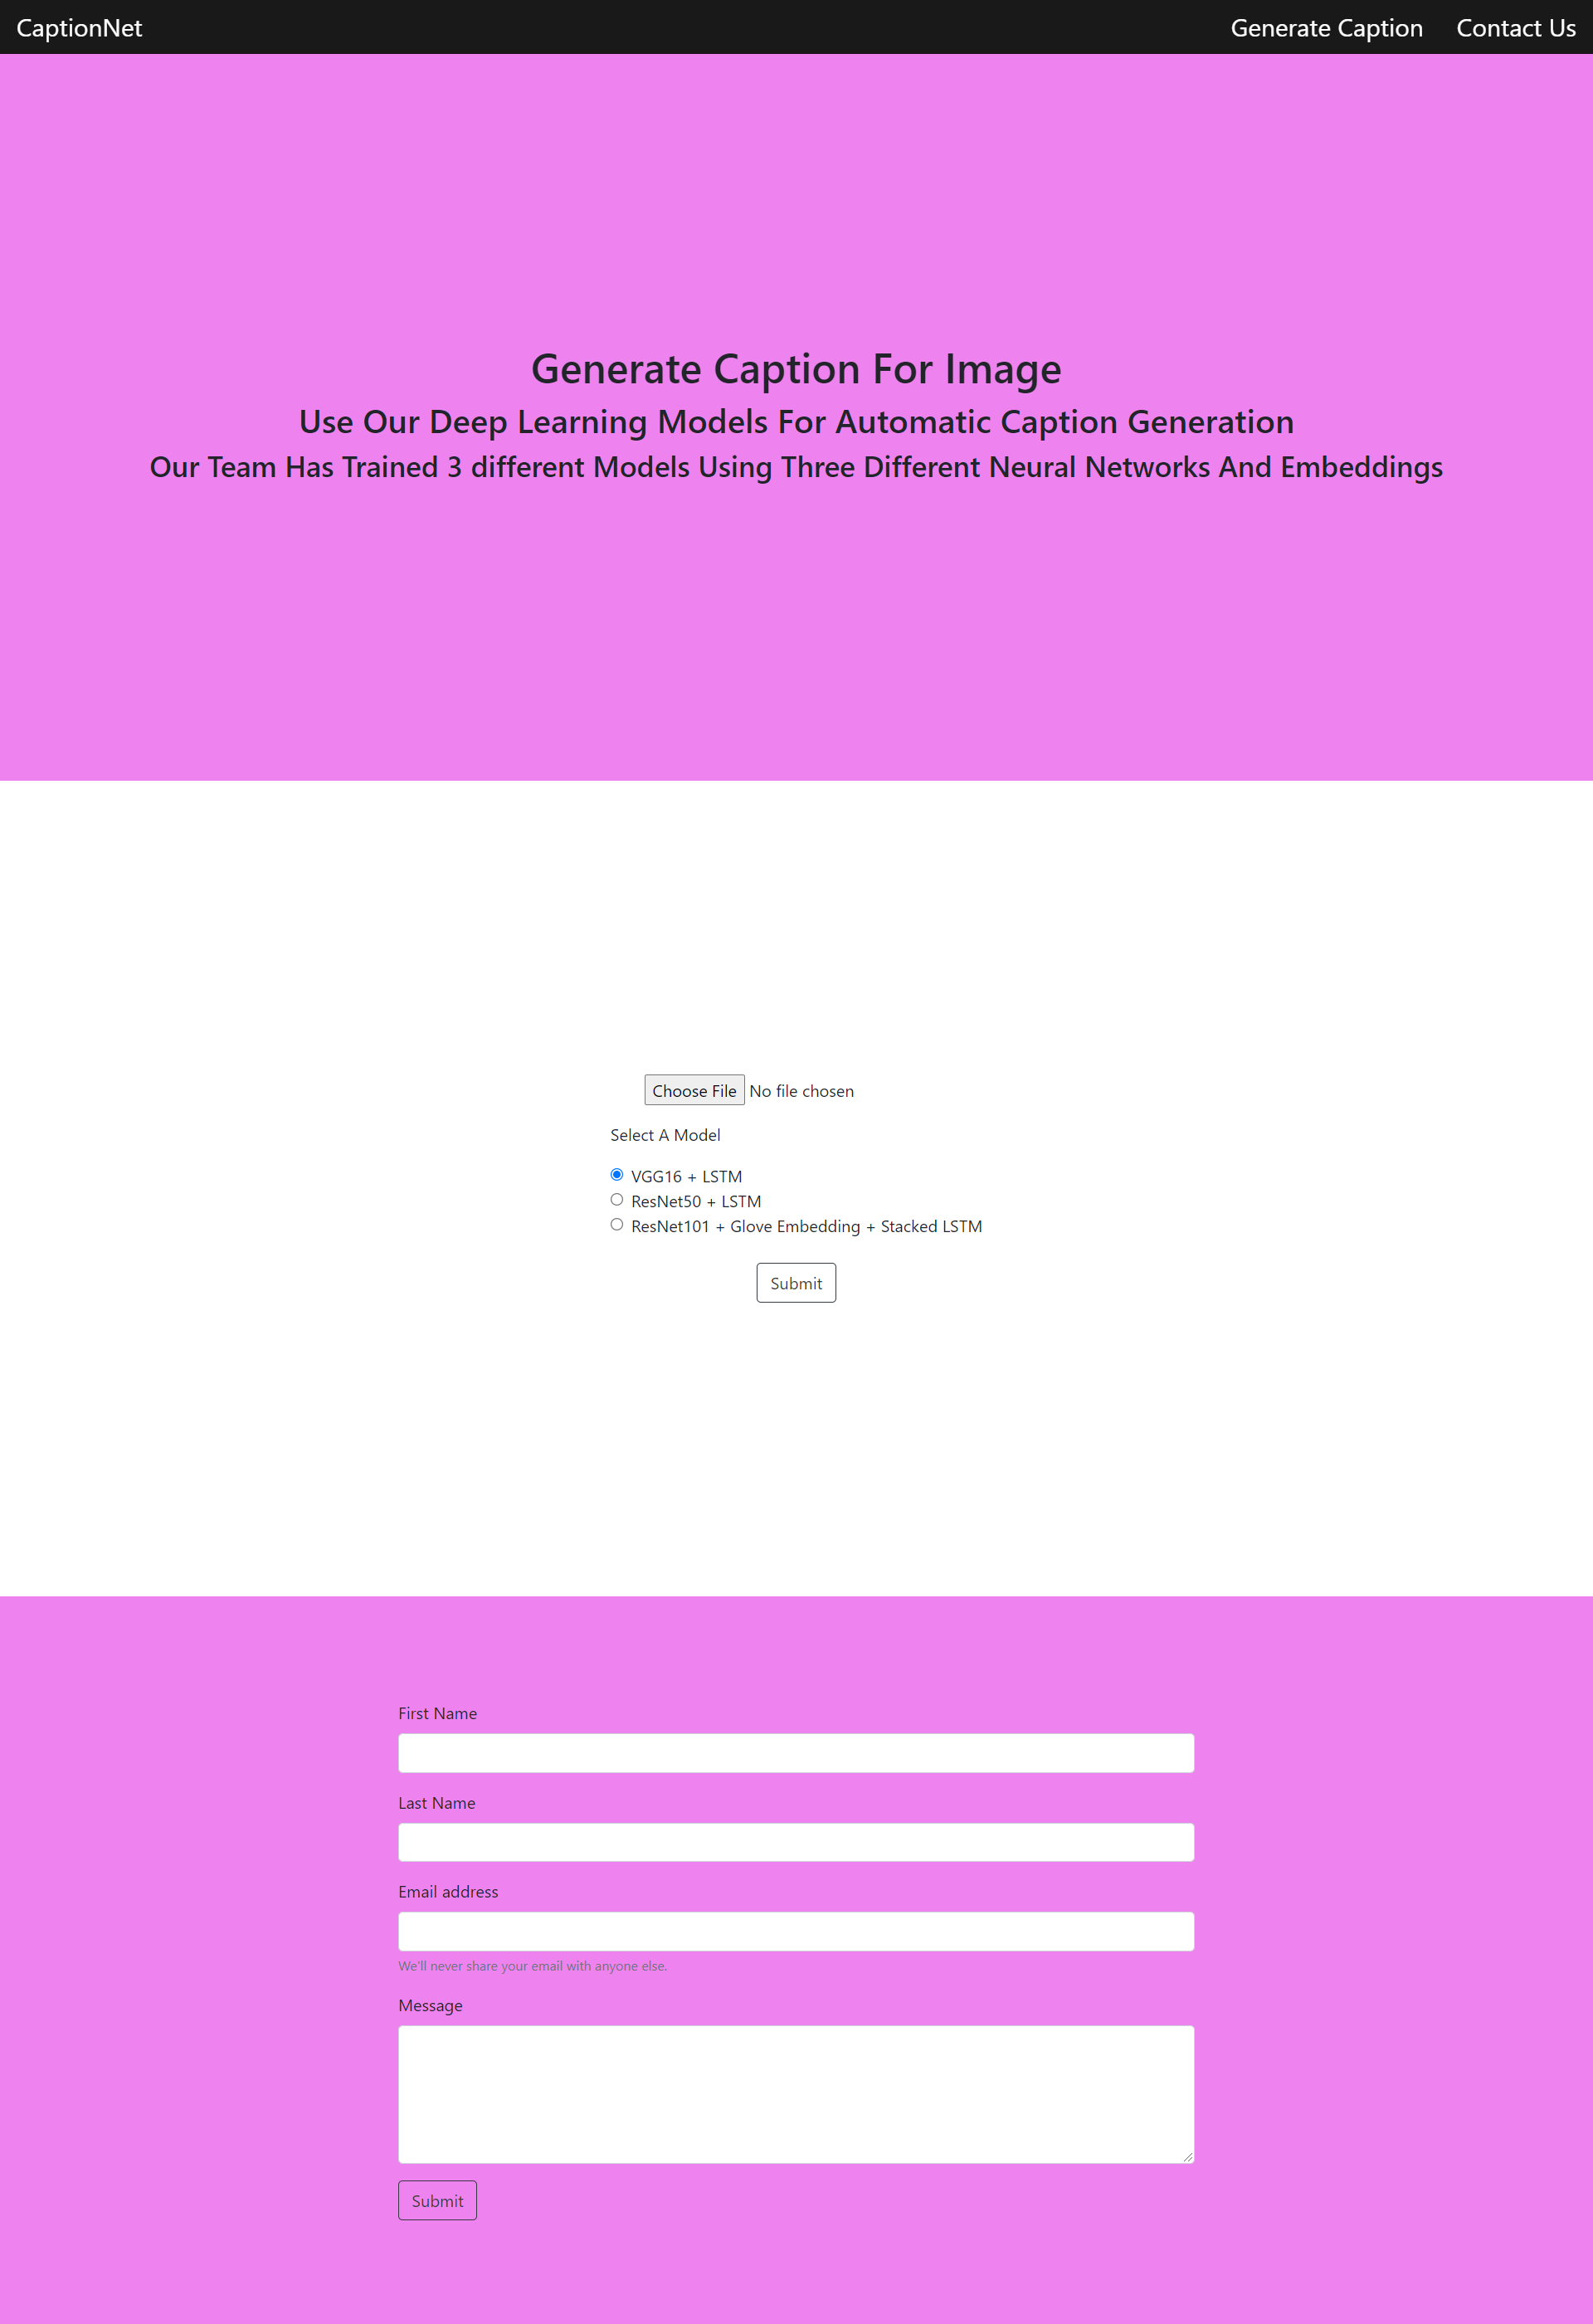 CaptionNet Generate Caption Contact Us
Generate Caption For Image
Use Our Deep Learning Models For Automatic Caption Generation
Our Team Has Trained 3 different Models Using Three Different Neural Networks And Embeddings
Choose File No file chosen
Select A Model
VGG16 + LSTM
ResNet50 + LSTM
ResNet101 + Glove Embedding + Stacked LSTM
Submit
First Name
Last Name
Email address
We'll never share your email with anyone else.
Message
Submit